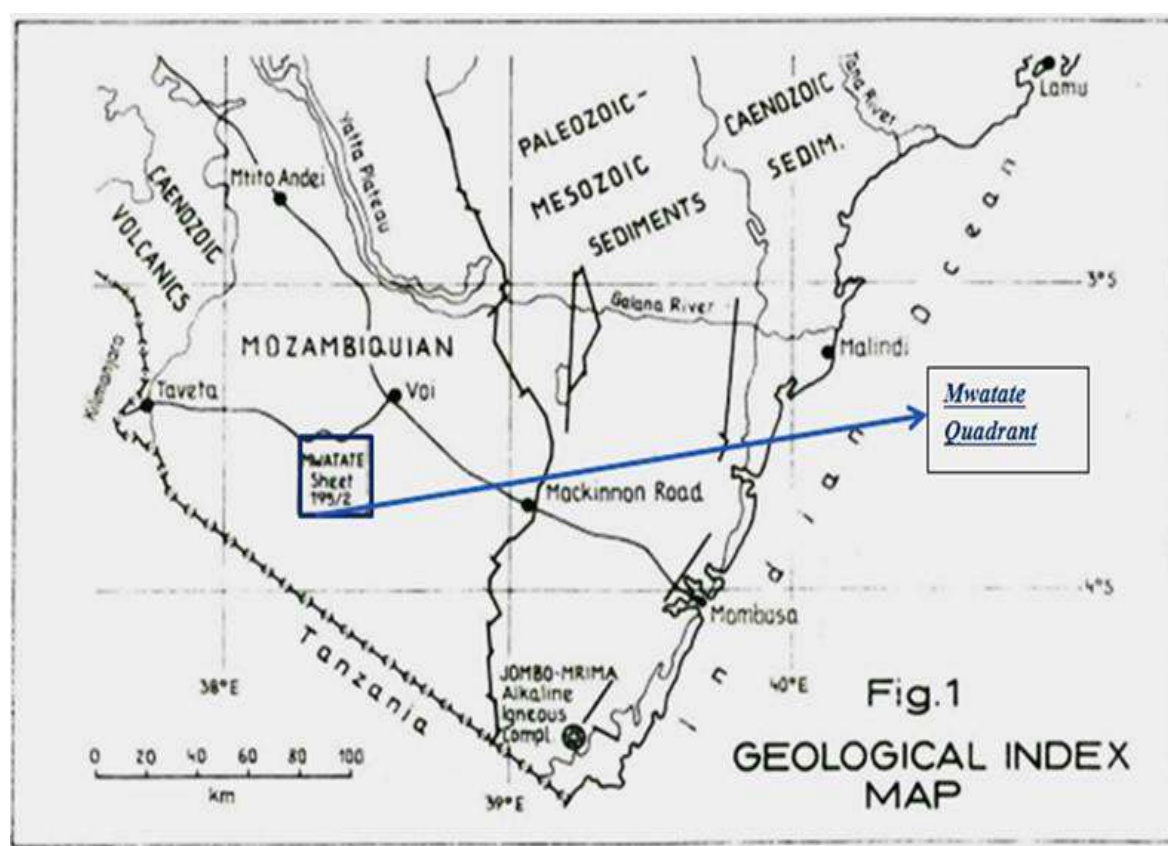 Lamu
Tana River
PALEOZOIC-
MESOZOIC
SEDIMENTS
CAENOZOIC
SEDIM.
Yatta Plateau
Mtito Andei
CAENOZOIC
VOLCANICS
3°S
Galana River
MOZAMBIQUIAN
Malindi
Kilimanjaro
Taveta
Voi
Mwatate
Quadrant
MWATATE
Sheet
195/2
Mackinnon Road
Indian Ocean
4°S
Mombasa
Tanzania
38°E
JOMBO-MRIMA
Alkaline
Igneous
Compl.
40°E
Fig.1
GEOLOGICAL INDEX
MAP
0 20 40 60 80 100
km
39°E